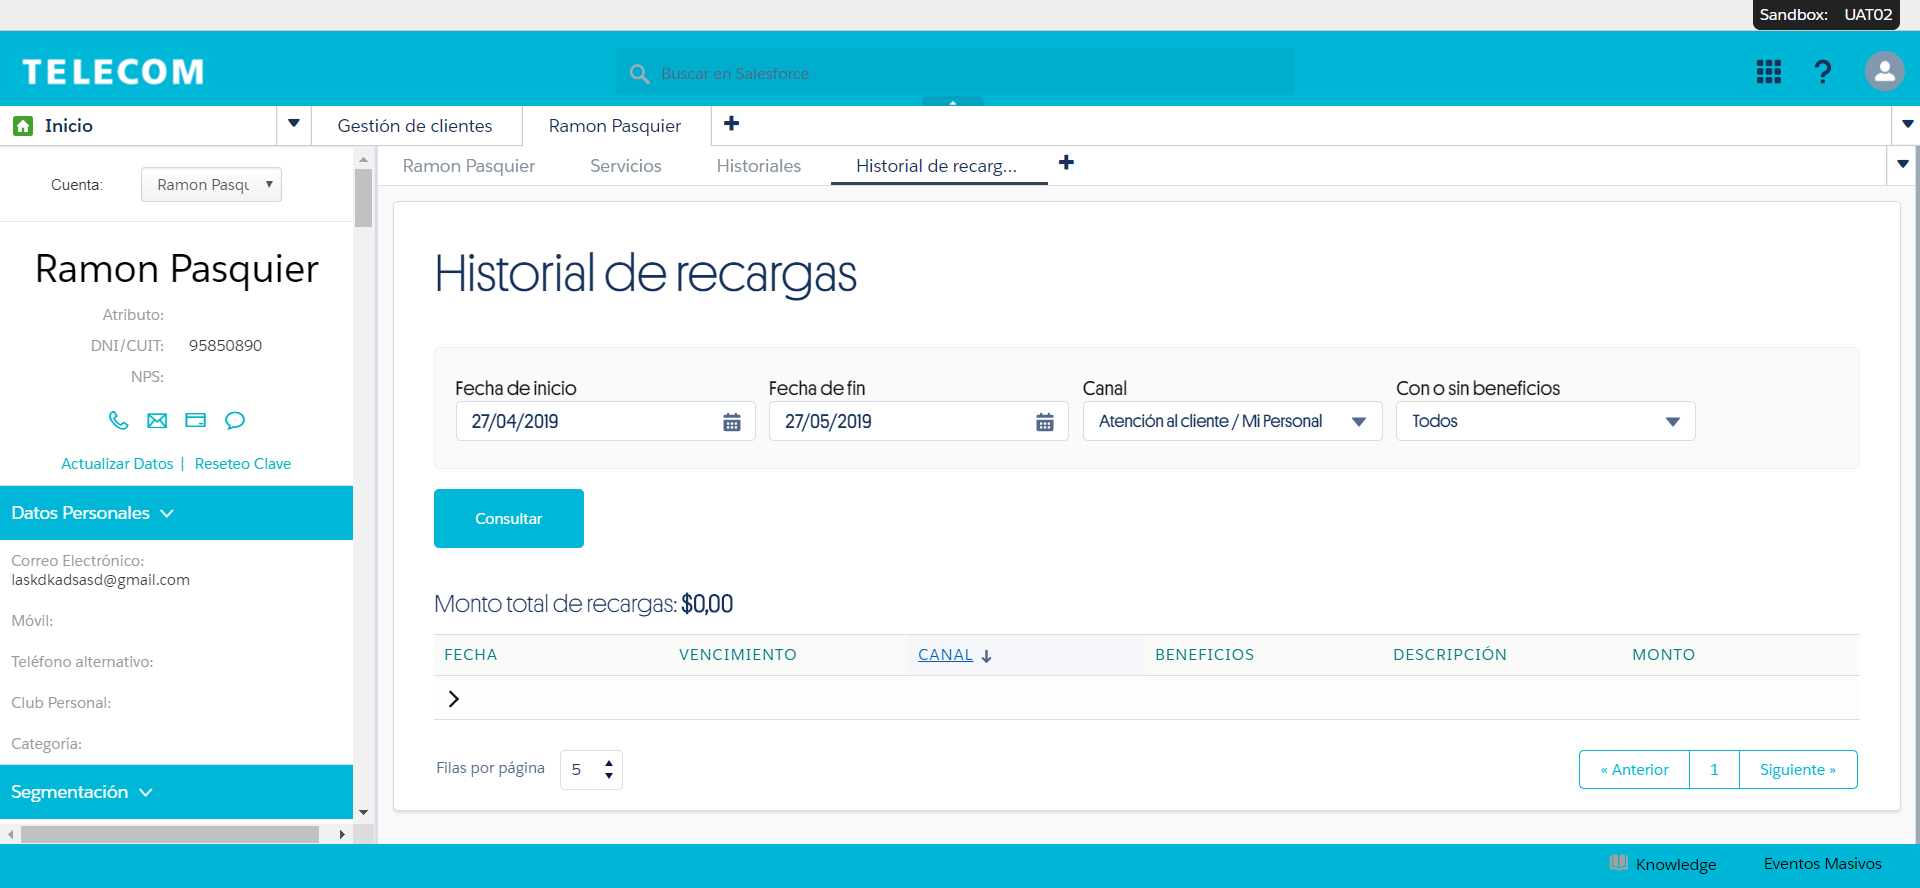 Sandbox: UAT02
TELECOM
Buscar en Salesforce
Inicio
Gestión de clientes
Ramon Pasquier
Ramon Pasquier
Servicios
Historiales
Historial de recarg...
Cuenta:
Ramon Pasqu
Ramon Pasquier
Atributo:
DNI/CUIT: 95850890
NPS:
Actualizar Datos | Reseteo Clave
Datos Personales
Correo Electrónico:
laskdkadsasd@gmail.com
Móvil:
Teléfono alternativo:
Club Personal:
Categoría:
Segmentación
Historial de recargas
Fecha de inicio
27/04/2019
Fecha de fin
27/05/2019
Canal
Atención al cliente / Mi Personal
Con o sin beneficios
Todos
Consultar
Monto total de recargas: $0,00
FECHA VENCIMIENTO CANAL BENEFICIOS DESCRIPCIÓN MONTO
Filas por página 5
« Anterior 1 Siguiente »
Knowledge
Eventos Masivos